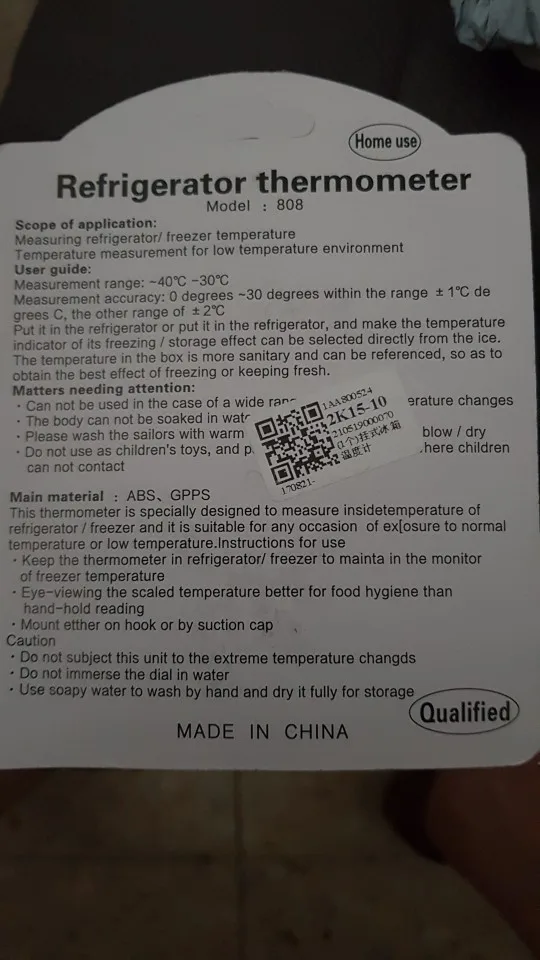 Home use
Refrigerator thermometer
Model : 808
Scope of application:
Measuring refrigerator/ freezer temperature
Temperature measurement for low temperature environment
User guide:
Measurement range: ~40℃ -30℃
Measurement accuracy: 0 degrees ~30 degrees within the range ±1℃ de
grees C, the other range of ±2℃
Put it in the refrigerator or put it in the refrigerator, and make the temperature
indicator of its freezing / storage effect can be selected directly from the ice.
The temperature in the box is more sanitary and can be referenced, so as to
obtain the best effect of freezing or keeping fresh.
Matters needing attention:
· Can not be used in the case of a wide erature changes
· The body can not be soaked in
· Please wash the sailors with warm blow / dry
· Do not use as children's toys, and here children
can not contact
1AA800524
2K15-10
210519000070
(1个)挂式冰箱
温度计
170821-
Main material : ABS、GPPS
This thermometer is specially designed to measure insidetemperature of
refrigerator / freezer and it is suitable for any occasion of ex[osure to normal
temperature or low temperature.Instructions for use
· Keep the thermometer in refrigerator/ freezer to mainta in the monitor
of freezer temperature
· Eye-viewing the scaled temperature better for food hygiene than
hand-hold reading
· Mount etther on hook or by suction cap
Caution
· Do not subject this unit to the extreme temperature changds
· Do not immerse the dial in water
· Use soapy water to wash by hand and dry it fully for storage
Qualified
MADE IN CHINA